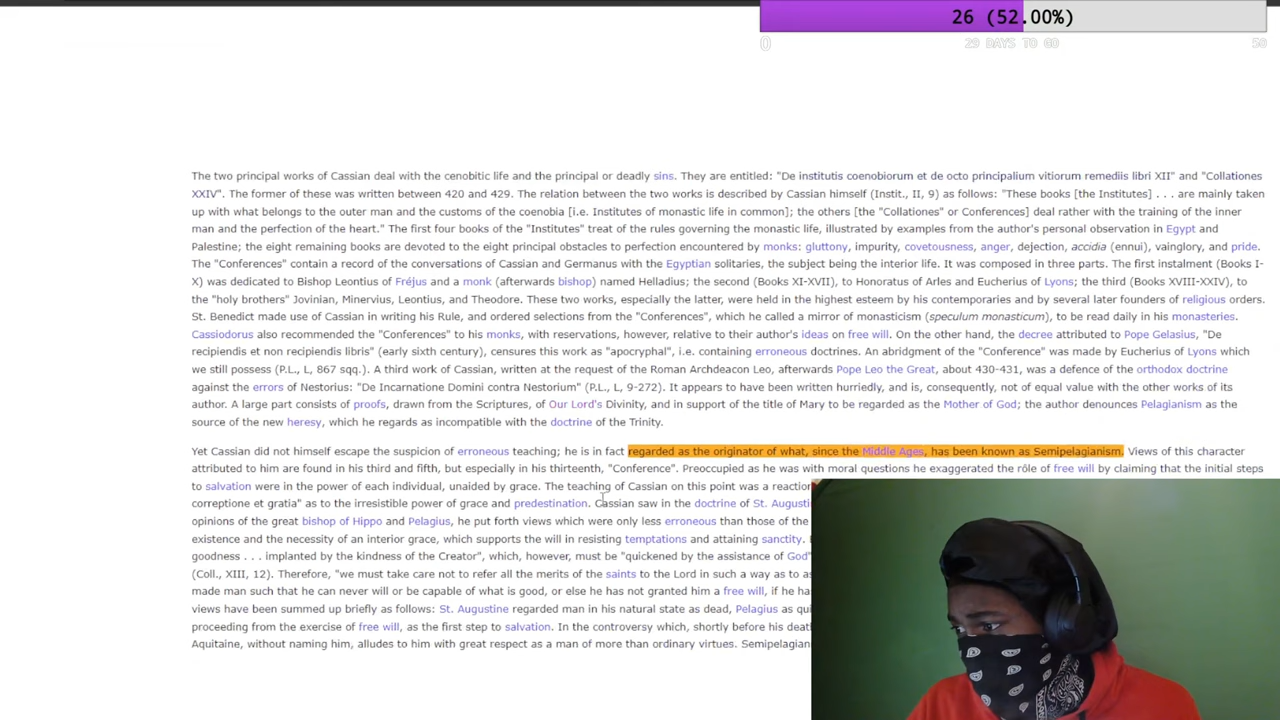 26 (52.00%)
0 29 DAYS TO GO 50
The two principal works of Cassian deal with the cenobitic life and the principal or deadly sins. They are entitled: "De institutis coenobiorum et de octo principalium vitiorum remediis libri XII" and "Collationes
XXIV". The former of these was written between 420 and 429. The relation between the two works is described by Cassian himself (Instit., II, 9) as follows: "These books [the Institutes] . . . are mainly taken
up with what belongs to the outer man and the customs of the coenobia [i.e. Institutes of monastic life in common]; the others [the "Collationes" or Conferences] deal rather with the training of the inner
man and the perfection of the heart." The first four books of the "Institutes" treat of the rules governing the monastic life, illustrated by examples from the author's personal observation in Egypt and
Palestine; the eight remaining books are devoted to the eight principal obstacles to perfection encountered by monks: gluttony, impurity, covetousness, anger, dejection, accidia (ennui), vainglory, and pride.
The "Conferences" contain a record of the conversations of Cassian and Germanus with the Egyptian solitaries, the subject being the interior life. It was composed in three parts. The first instalment (Books I-
X) was dedicated to Bishop Leontius of Fréjus and a monk (afterwards bishop) named Helladius; the second (Books XI-XVII), to Honoratus of Arles and Eucherius of Lyons; the third (Books XVIII-XXIV), to
the "holy brothers" Jovinian, Minervius, Leontius, and Theodore. These two works, especially the latter, were held in the highest esteem by his contemporaries and by several later founders of religious orders.
St. Benedict made use of Cassian in writing his Rule, and ordered selections from the "Conferences", which he called a mirror of monasticism (speculum monasticum), to be read daily in his monasteries.
Cassiodorus also recommended the "Conferences" to his monks, with reservations, however, relative to their author's ideas on free will. On the other hand, the decree attributed to Pope Gelasius, "De
recipiendis et non recipiendis libris" (early sixth century), censures this work as "apocryphal", i.e. containing erroneous doctrines. An abridgment of the "Conference" was made by Eucherius of Lyons which
we still possess (P.L., L, 867 sqq.). A third work of Cassian, written at the request of the Roman Archdeacon Leo, afterwards Pope Leo the Great, about 430-431, was a defence of the orthodox doctrine
against the errors of Nestorius: "De Incarnatione Domini contra Nestorium" (P.L., L, 9-272). It appears to have been written hurriedly, and is, consequently, not of equal value with the other works of its
author. A large part consists of proofs, drawn from the Scriptures, of Our Lord's Divinity, and in support of the title of Mary to be regarded as the Mother of God; the author denounces Pelagianism as the
source of the new heresy, which he regards as incompatible with the doctrine of the Trinity.
Yet Cassian did not himself escape the suspicion of erroneous teaching; he is in fact regarded as the originator of what, since the Middle Ages, has been known as Semipelagianism. Views of this character
attributed to him are found in his third and fifth, but especially in his thirteenth, "Conference". Preoccupied as he was with moral questions he exaggerated the rôle of free will by claiming that the initial steps
to salvation were in the power of each individual, unaided by grace. The teaching of Cassian on this point was a reaction
correptione et gratia" as to the irresistible power of grace and predestination. Cassian saw in the doctrine of St. Augusti
opinions of the great bishop of Hippo and Pelagius, he put forth views which were only less erroneous than those of the
existence and the necessity of an interior grace, which supports the will in resisting temptations and attaining sanctity.
goodness . . . implanted by the kindness of the Creator", which, however, must be "quickened by the assistance of God"
(Coll., XIII, 12). Therefore, "we must take care not to refer all the merits of the saints to the Lord in such a way as to as
made man such that he can never will or be capable of what is good, or else he has not granted him a free will, if he has
views have been summed up briefly as follows: St. Augustine regarded man in his natural state as dead, Pelagius as qui
proceeding from the exercise of free will, as the first step to salvation. In the controversy which, shortly before his deat
Aquitaine, without naming him, alludes to him with great respect as a man of more than ordinary virtues. Semipelagian